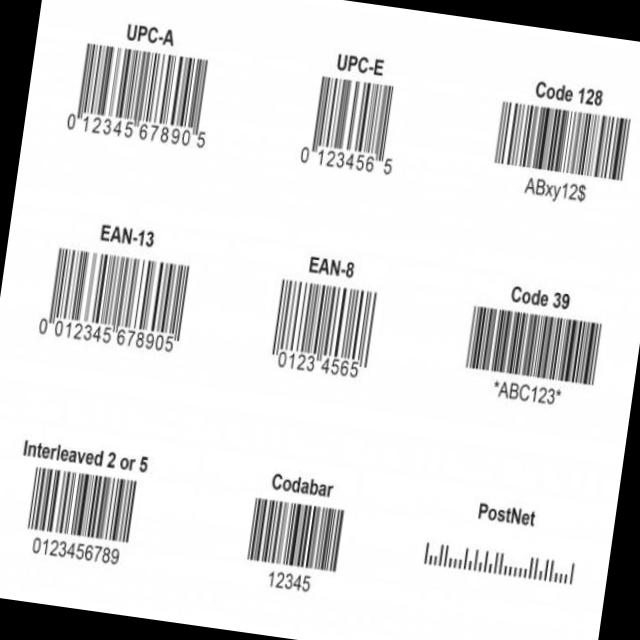 UPC-A
0 12345 67890 5
UPC-E
0 123456 5
Code 128
ABxy12$
EAN-13
0 012345 678905
EAN-8
0123 4565
Code 39
*ABC123*
Interleaved 2 or 5
0123456789
Codabar
12345
PostNet